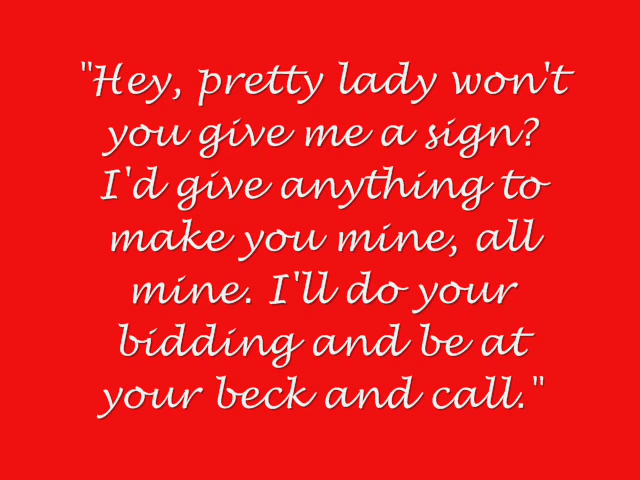 "Hey, pretty lady won't
you give me a sign?
I'd give anything to
make you mine, all
mine. I'll do your
bidding and be at
your beck and call."